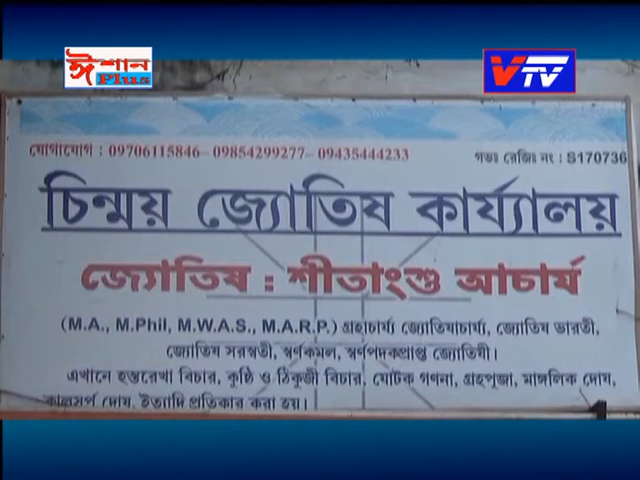 ঈশান
Plus
VTV
যোগাযোগ : 09706115846– 09854299277– 09435444233
গভঃ রেজিঃ নং : S170736
চিন্ময় জ্যোতিষ কার্য্যালয়
জ্যোতিষ : শীতাংশু আচার্য
(M.A., M.Phil, M.W.A.S., M.A.R.P.) গ্রহাচার্য্য জ্যোতিষাচার্য্য, জ্যোতিষ ভারতী,
জ্যোতিষ সরস্বতী, স্বর্ণকমল, স্বর্ণপদকপ্রাপ্ত জ্যোতিষী।
এখানে হস্তরেখা বিচার, কুষ্ঠি ও ঠিকুজী বিচার, যোটক গণনা, গ্রহপূজা, মাঙ্গলিক দোষ,
কালসর্প দোষ, ইত্যাদি প্রতিকার করা হয়।